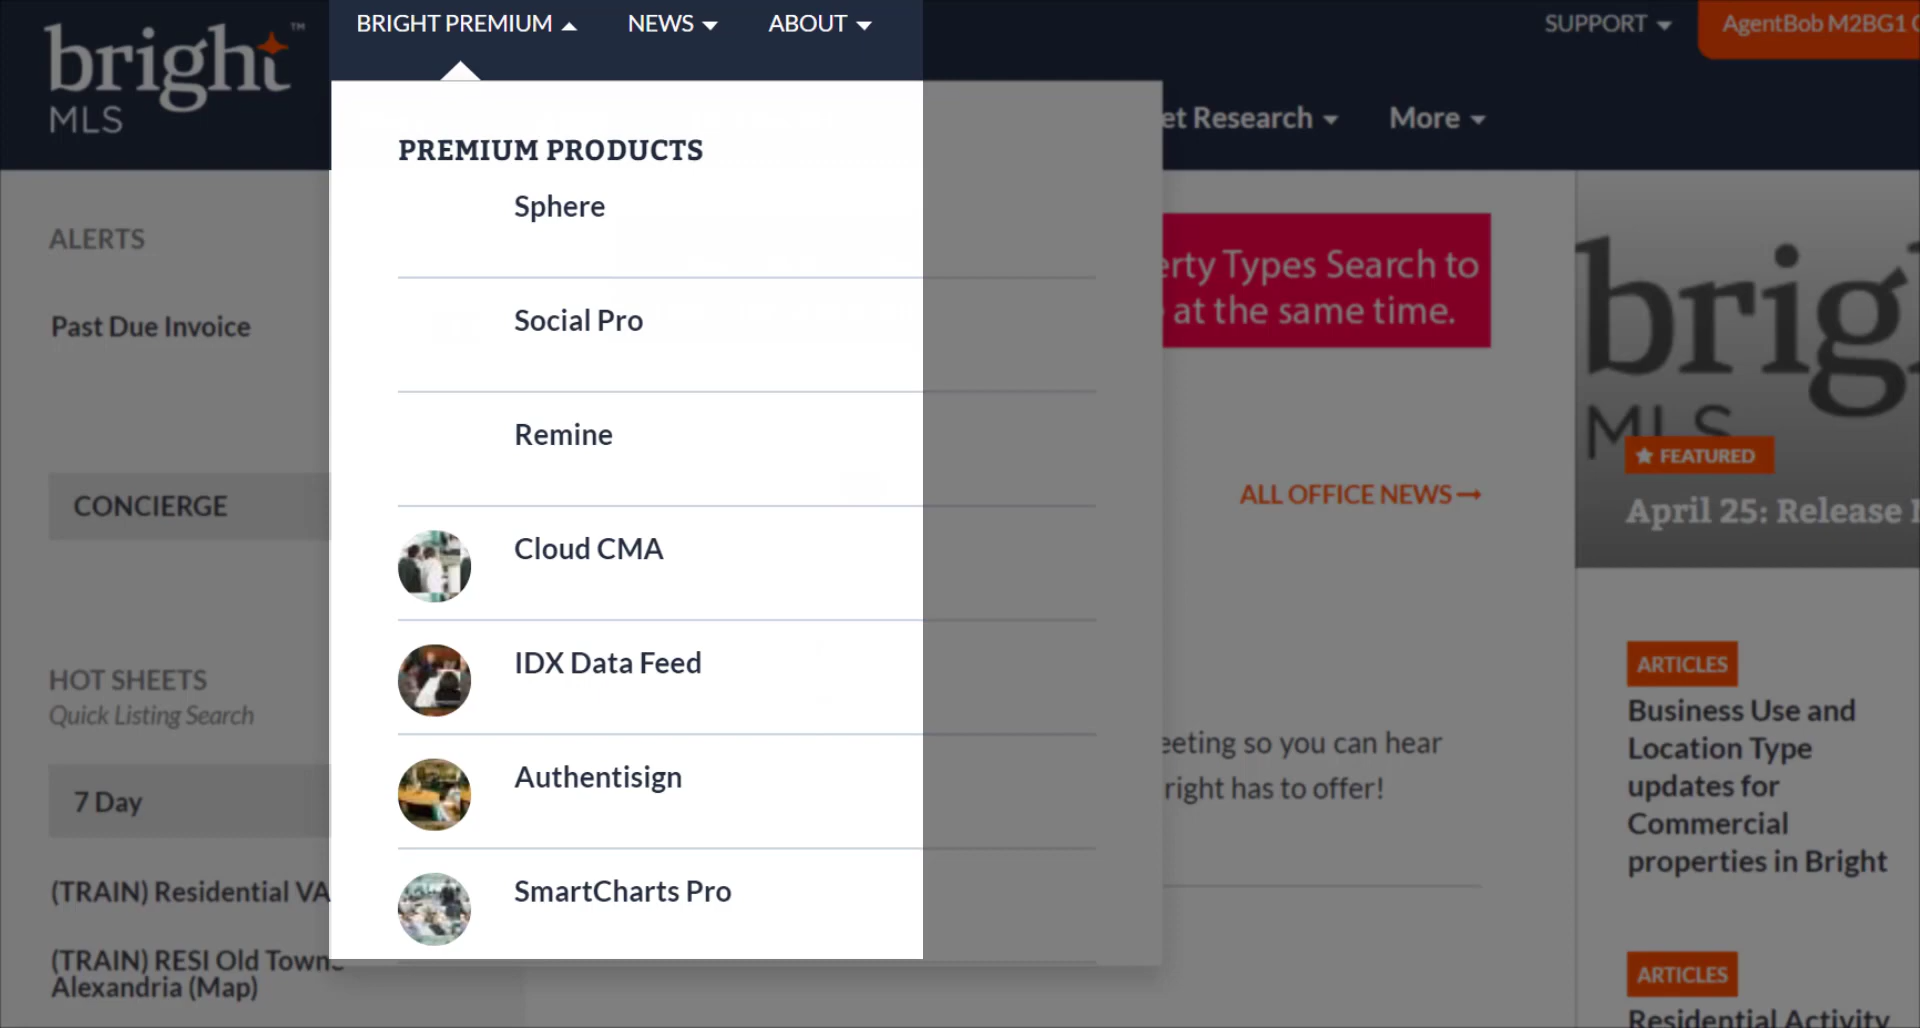 bright™
MLS
BRIGHT PREMIUM
NEWS
ABOUT
SUPPORT
AgentBob M2BG1
et Research
More
PREMIUM PRODUCTS
Sphere
Social Pro
Remine
Cloud CMA
IDX Data Feed
Authentisign
SmartCharts Pro
ALERTS
Past Due Invoice
CONCIERGE
HOT SHEETS
Quick Listing Search
7 Day
(TRAIN) Residential VA
(TRAIN) RESI Old Town
Alexandria (Map)
erty Types Search to
at the same time.
ALL OFFICE NEWS
eeting so you can hear
right has to offer!
brigh
MLS
FEATURED
April 25: Release
ARTICLES
Business Use and
Location Type
updates for
Commercial
properties in Bright
ARTICLES
Residential Activity